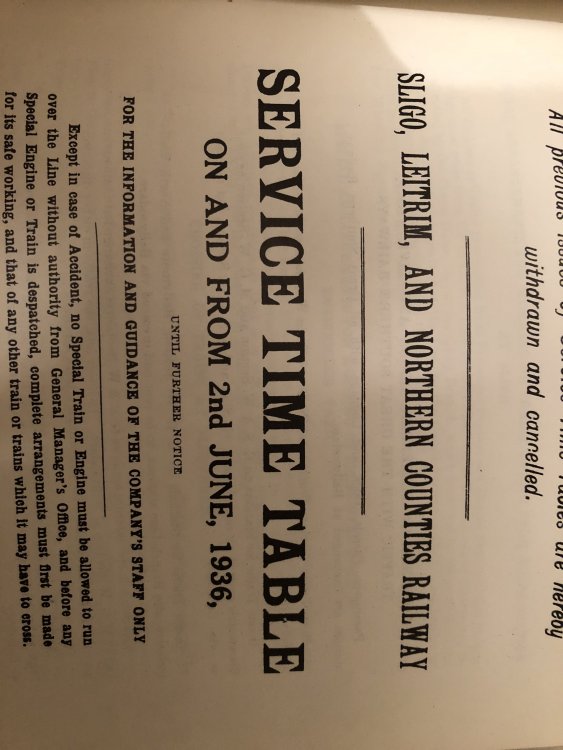 All previous issues of Service Time Tables are hereby
withdrawn and cancelled.
SLIGO, LEITRIM, AND NORTHERN COUNTIES RAILWAY
SERVICE TIME TABLE
ON AND FROM 2nd JUNE, 1936,
UNTIL FURTHER NOTICE
FOR THE INFORMATION AND GUIDANCE OF THE COMPANY'S STAFF ONLY
Except in case of Accident, no Special Train or Engine must be allowed to run
over the Line without authority from General Manager's Office, and before any
Special Engine or Train is despatched, complete arrangements must first be made
for its safe working, and that of any other train or trains which it may have to cross.